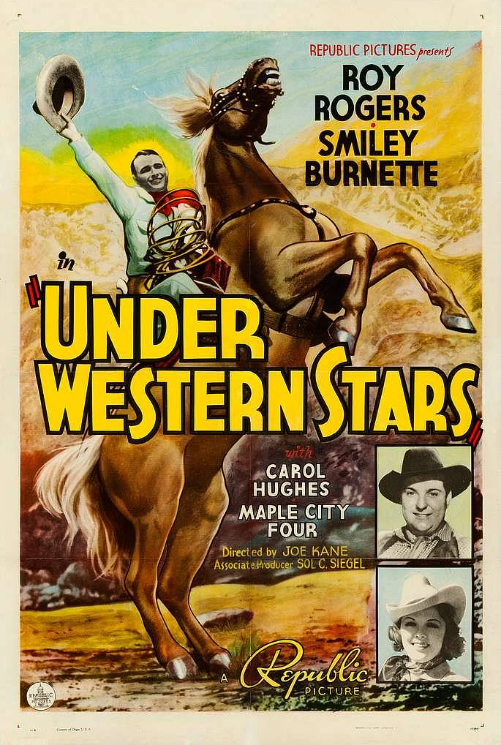 REPUBLIC PICTURES presents
ROY
ROGERS
SMILEY
BURNETTE
in
"UNDER
WESTERN STARS"
with
CAROL
HUGHES
MAPLE CITY
FOUR
Directed by JOE KANE
Associate Producer SOL C. SIEGEL
A Republic
PICTURE